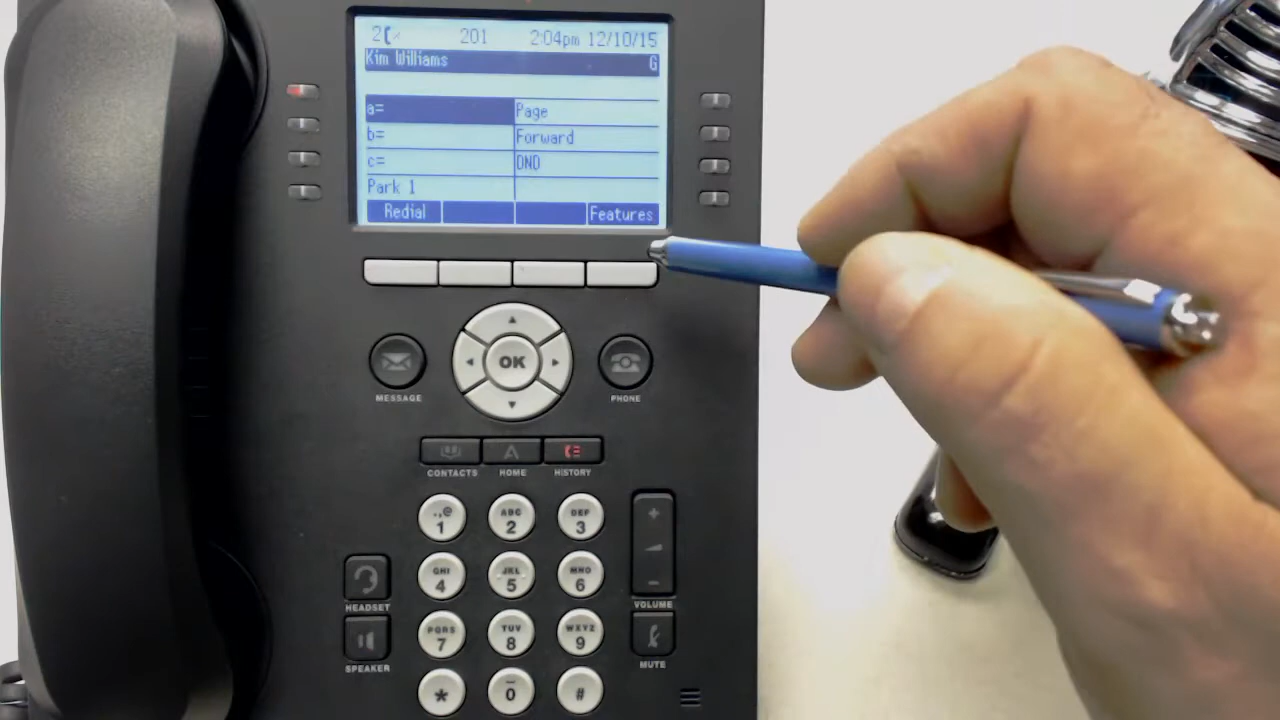 2 201 2:04pm 12/10/15
Kim Williams G
a= Page
b= Forward
c= DND
Park 1
Redial Features
OK
MESSAGE PHONE
CONTACTS HOME HISTORY
.,@ ABC DEF
1 2 3
GHI JKL MNO
4 5 6
HEADSET VOLUME
PQRS TUV WXYZ
7 8 9
SPEAKER MUTE
* 0 #